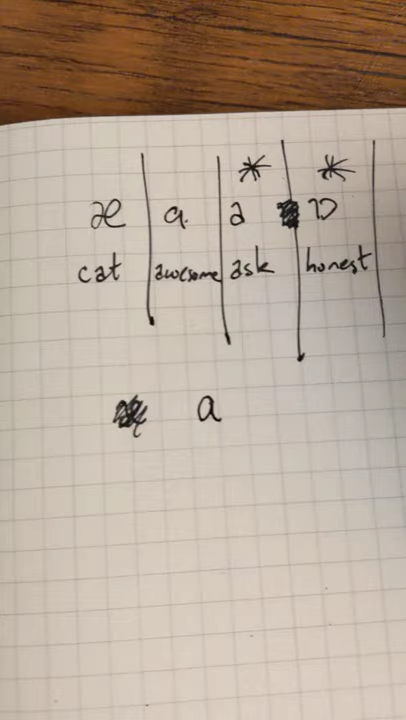 * *
æ ɑ a ɒ
cat awesome ask honest
a